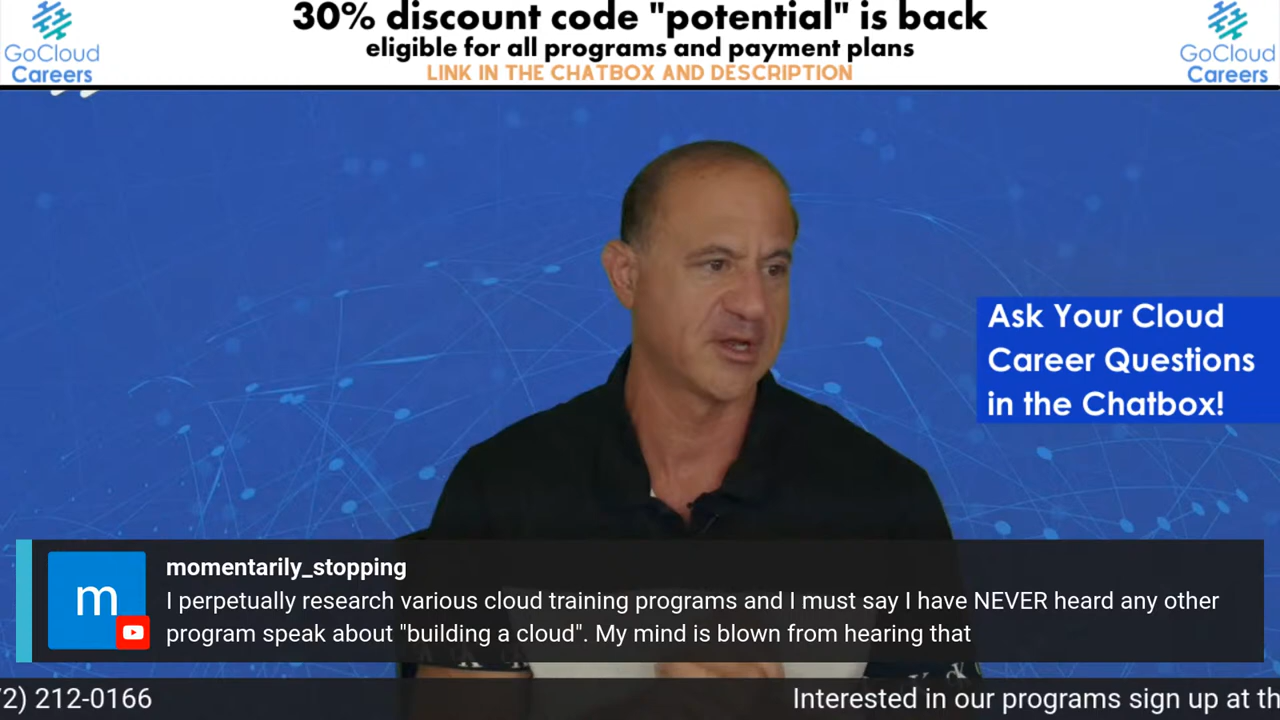 30% discount code "potential" is back
eligible for all programs and payment plans
LINK IN THE CHATBOX AND DESCRIPTION
GoCloud
Careers
GoCloud
Careers
Ask Your Cloud
Career Questions
in the Chatbox!
m
momentarily_stopping
I perpetually research various cloud training programs and I must say I have NEVER heard any other
program speak about "building a cloud". My mind is blown from hearing that
2) 212-0166
Interested in our programs sign up at th